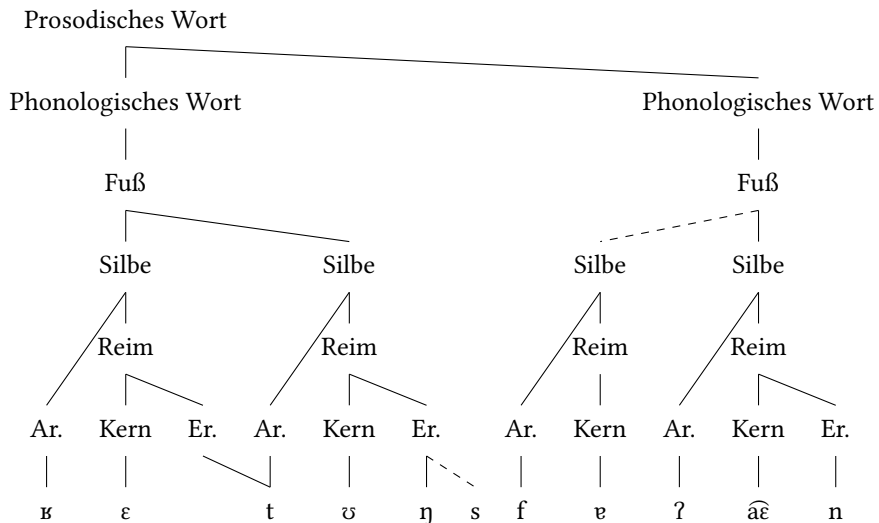 Prosodisches Wort
Phonologisches Wort Phonologisches Wort
Fuß Fuß
Silbe Silbe Silbe Silbe
Reim Reim Reim Reim
Ar. Kern Er. Ar. Kern Er. Ar. Kern Ar. Kern Er.
ʁ ɛ t ʊ ŋ s f ɐ ʔ a͡ɛ n